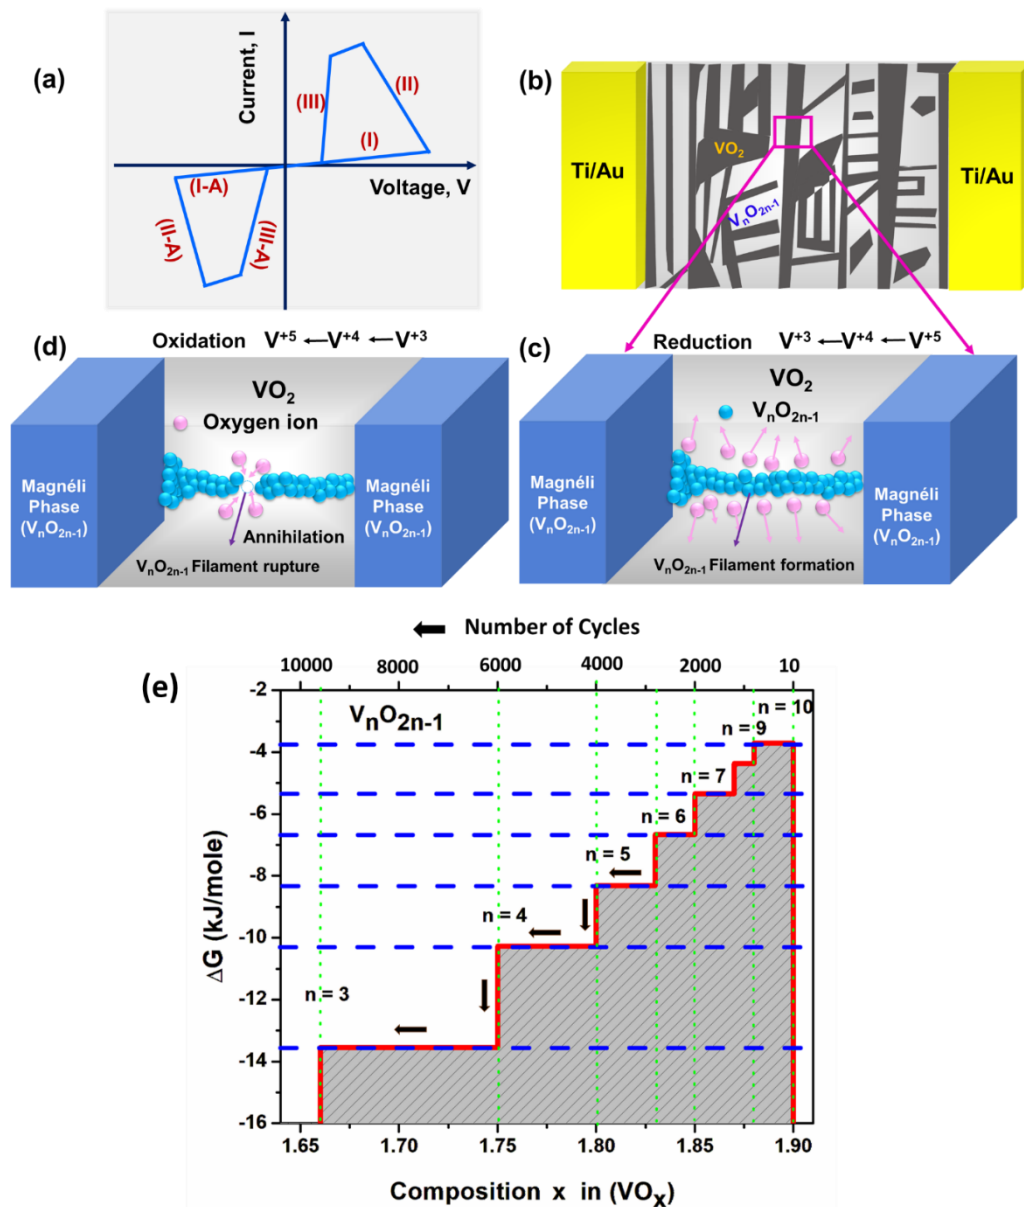 (a)
Current, I
(III)
(II)
(I)
Voltage, V
(I-A)
(II-A)
(III-A)
(b)
Ti/Au
VO₂
VₙO₂ₙ₋₁
Ti/Au
(d)
Oxidation V⁺⁵ ← V⁺⁴ ← V⁺³
VO₂
Oxygen ion
Magnéli
Phase
(VₙO₂ₙ₋₁)
Magnéli
Phase
(VₙO₂ₙ₋₁)
Annihilation
VₙO₂ₙ₋₁ Filament rupture
(c)
Reduction V⁺³ ← V⁺⁴ ← V⁺⁵
VO₂
VₙO₂ₙ₋₁
Magnéli
Phase
(VₙO₂ₙ₋₁)
Magnéli
Phase
(VₙO₂ₙ₋₁)
VₙO₂ₙ₋₁ Filament formation
(e)
Number of Cycles
10000 8000 6000 4000 2000 10
VₙO₂ₙ₋₁
n = 10
n = 9
n = 7
n = 6
n = 5
n = 4
n = 3
ΔG (kJ/mole)
-2
-4
-6
-8
-10
-12
-14
-16
1.65 1.70 1.75 1.80 1.85 1.90
Composition x in (VOₓ)